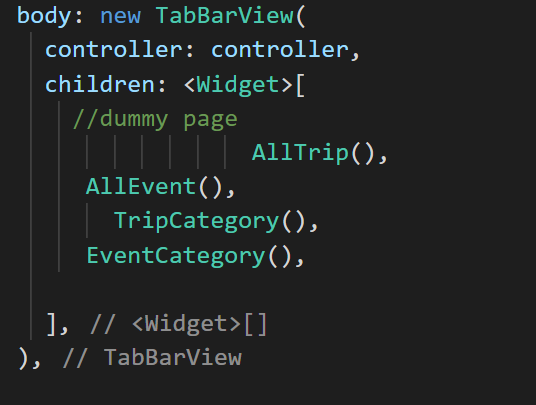 body: new TabBarView(
controller: controller,
children: <Widget>[
//dummy page
AllTrip(),
AllEvent(),
TripCategory(),
EventCategory(),
], // <Widget>[]
), // TabBarView